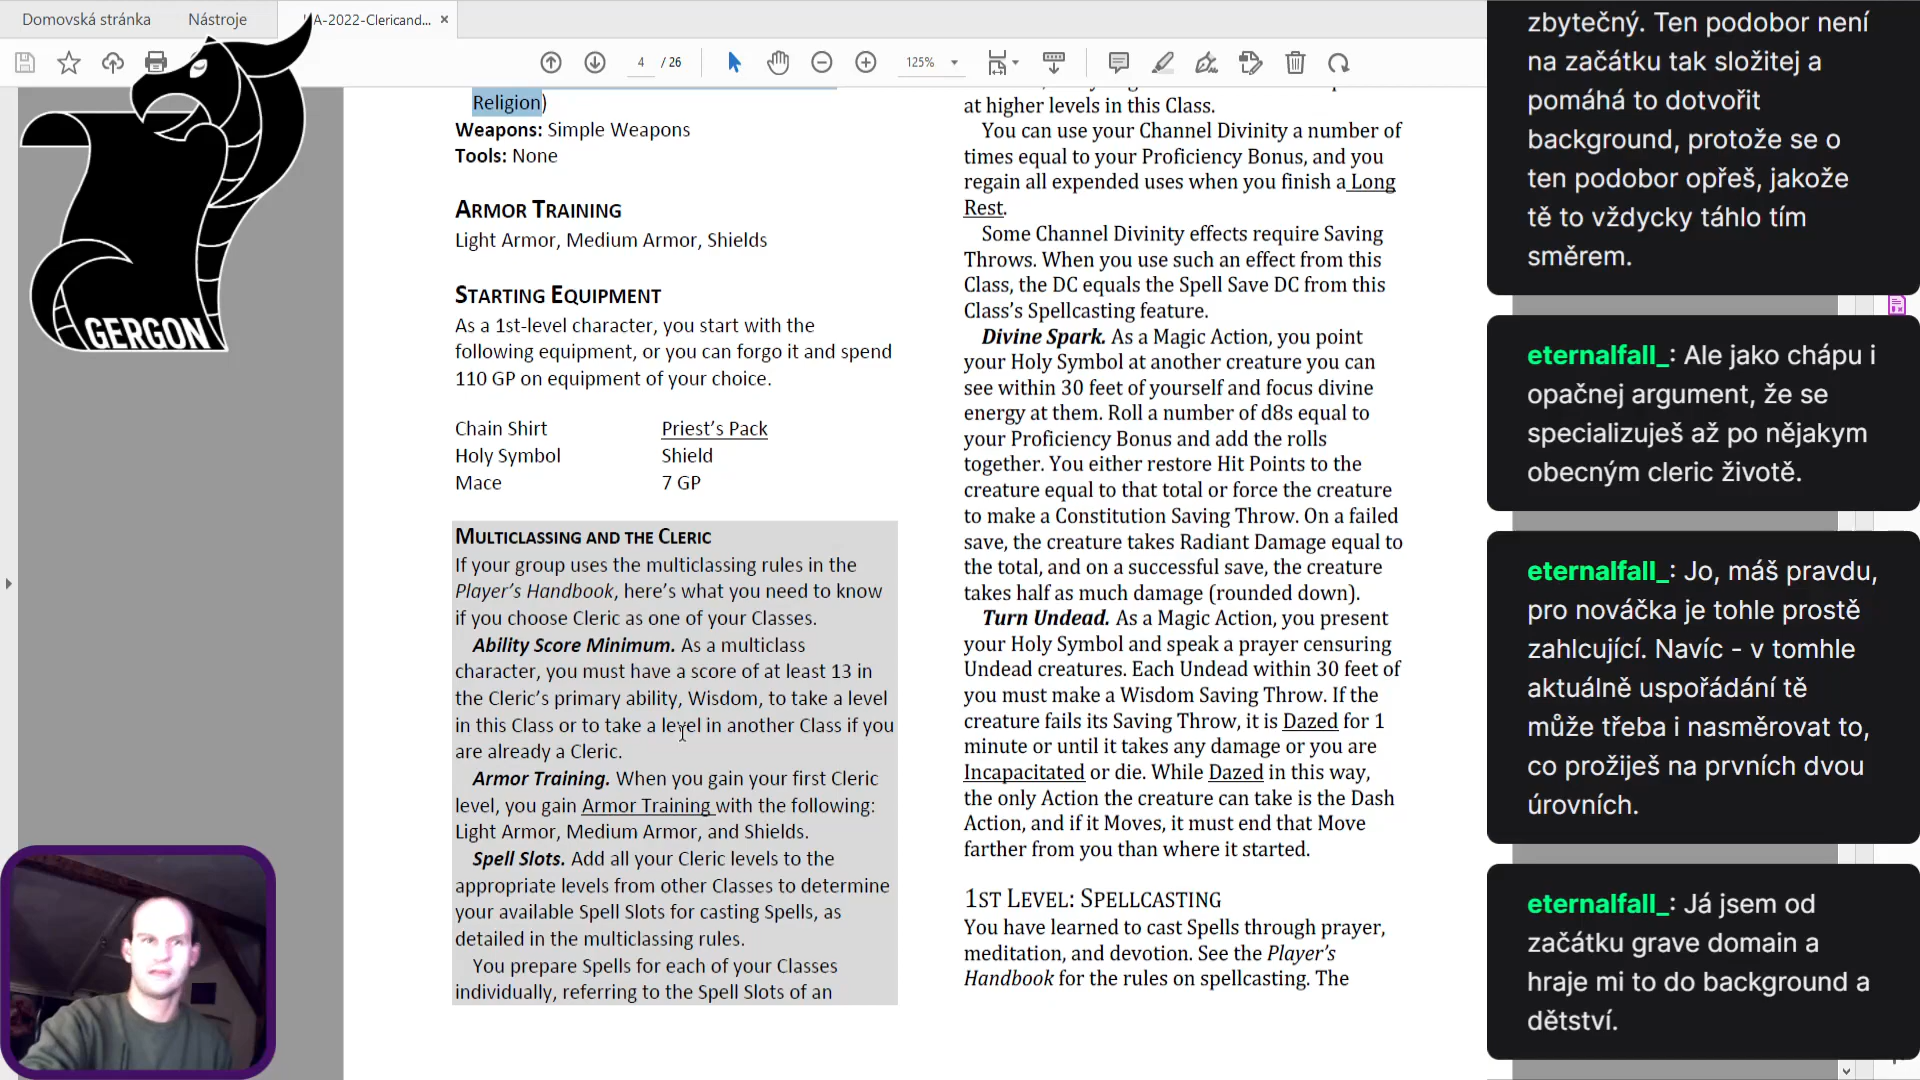 Domovská stránka
Nástroje
A-2022-Clericand...
4 / 26
125%
GERGON
Religion)
Weapons: Simple Weapons
Tools: None
ARMOR TRAINING
Light Armor, Medium Armor, Shields
STARTING EQUIPMENT
As a 1st-level character, you start with the
following equipment, or you can forgo it and spend
110 GP on equipment of your choice.
Chain Shirt
Priest’s Pack
Holy Symbol
Shield
Mace
7 GP
MULTICLASSING AND THE CLERIC
If your group uses the multiclassing rules in the
Player’s Handbook, here’s what you need to know
if you choose Cleric as one of your Classes.
Ability Score Minimum. As a multiclass
character, you must have a score of at least 13 in
the Cleric’s primary ability, Wisdom, to take a level
in this Class or to take a level in another Class if you
are already a Cleric.
Armor Training. When you gain your first Cleric
level, you gain Armor Training with the following:
Light Armor, Medium Armor, and Shields.
Spell Slots. Add all your Cleric levels to the
appropriate levels from other Classes to determine
your available Spell Slots for casting Spells, as
detailed in the multiclassing rules.
You prepare Spells for each of your Classes
individually, referring to the Spell Slots of an
at higher levels in this Class.
You can use your Channel Divinity a number of
times equal to your Proficiency Bonus, and you
regain all expended uses when you finish a Long
Rest.
Some Channel Divinity effects require Saving
Throws. When you use such an effect from this
Class, the DC equals the Spell Save DC from this
Class’s Spellcasting feature.
Divine Spark. As a Magic Action, you point
your Holy Symbol at another creature you can
see within 30 feet of yourself and focus divine
energy at them. Roll a number of d8s equal to
your Proficiency Bonus and add the rolls
together. You either restore Hit Points to the
creature equal to that total or force the creature
to make a Constitution Saving Throw. On a failed
save, the creature takes Radiant Damage equal to
the total, and on a successful save, the creature
takes half as much damage (rounded down).
Turn Undead. As a Magic Action, you present
your Holy Symbol and speak a prayer censuring
Undead creatures. Each Undead within 30 feet of
you must make a Wisdom Saving Throw. If the
creature fails its Saving Throw, it is Dazed for 1
minute or until it takes any damage or you are
Incapacitated or die. While Dazed in this way,
the only Action the creature can take is the Dash
Action, and if it Moves, it must end that Move
farther from you than where it started.
1ST LEVEL: SPELLCASTING
You have learned to cast Spells through prayer,
meditation, and devotion. See the Player’s
Handbook for the rules on spellcasting. The
zbytečný. Ten podobor není
na začátku tak složitej a
pomáhá to dotvořit
background, protože se o
ten podobor opřeš, jakože
tě to vždycky táhlo tím
směrem.
eternalfall_: Ale jako chápu i
opačnej argument, že se
specializuješ až po nějakym
obecným cleric životě.
eternalfall_: Jo, máš pravdu,
pro nováčka je tohle prostě
zahlcující. Navíc - v tomhle
aktuálně uspořádání tě
může třeba i nasměrovat to,
co prožiješ na prvních dvou
úrovních.
eternalfall_: Já jsem od
začátku grave domain a
hraje mi to do background a
dětství.